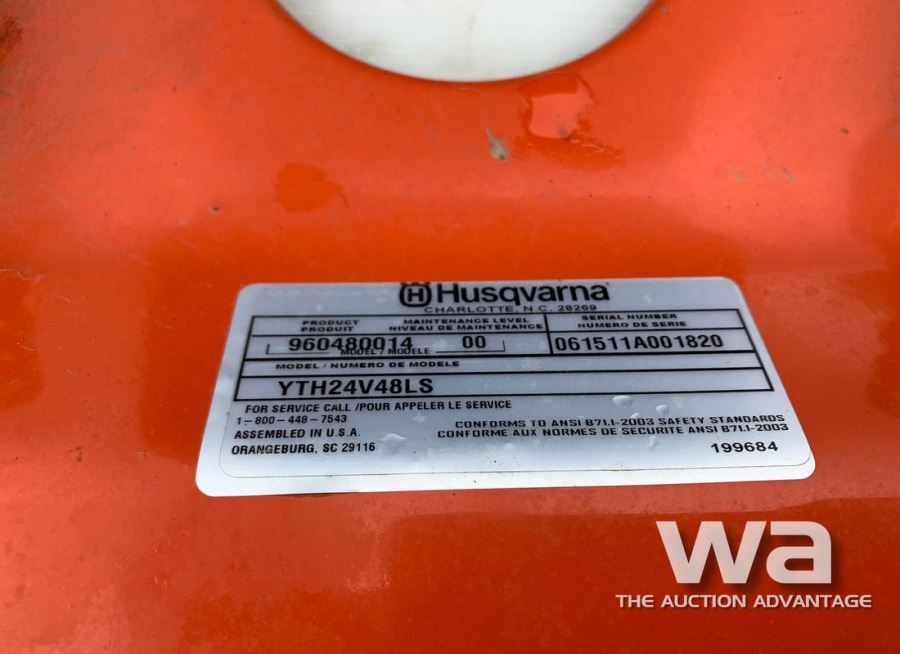 Husqvarna
CHARLOTTE, N.C. 28269
PRODUCT MAINTENANCE LEVEL SERIAL NUMBER
PRODUIT NIVEAU DE MAINTENANCE NUMERO DE SERIE
960480014 00 061511A001820
MODEL / MODELE
MODEL / NUMERO DE MODELE
YTH24V48LS
FOR SERVICE CALL /POUR APPELER LE SERVICE
1-800-448-7543
ASSEMBLED IN U.S.A.
ORANGEBURG, SC 29116
CONFORMS TO ANSI B71.1-2003 SAFETY STANDARDS
CONFORME AUX NORMES DE SECURITE ANSI B71.1-2003
199684
wa
THE AUCTION ADVANTAGE